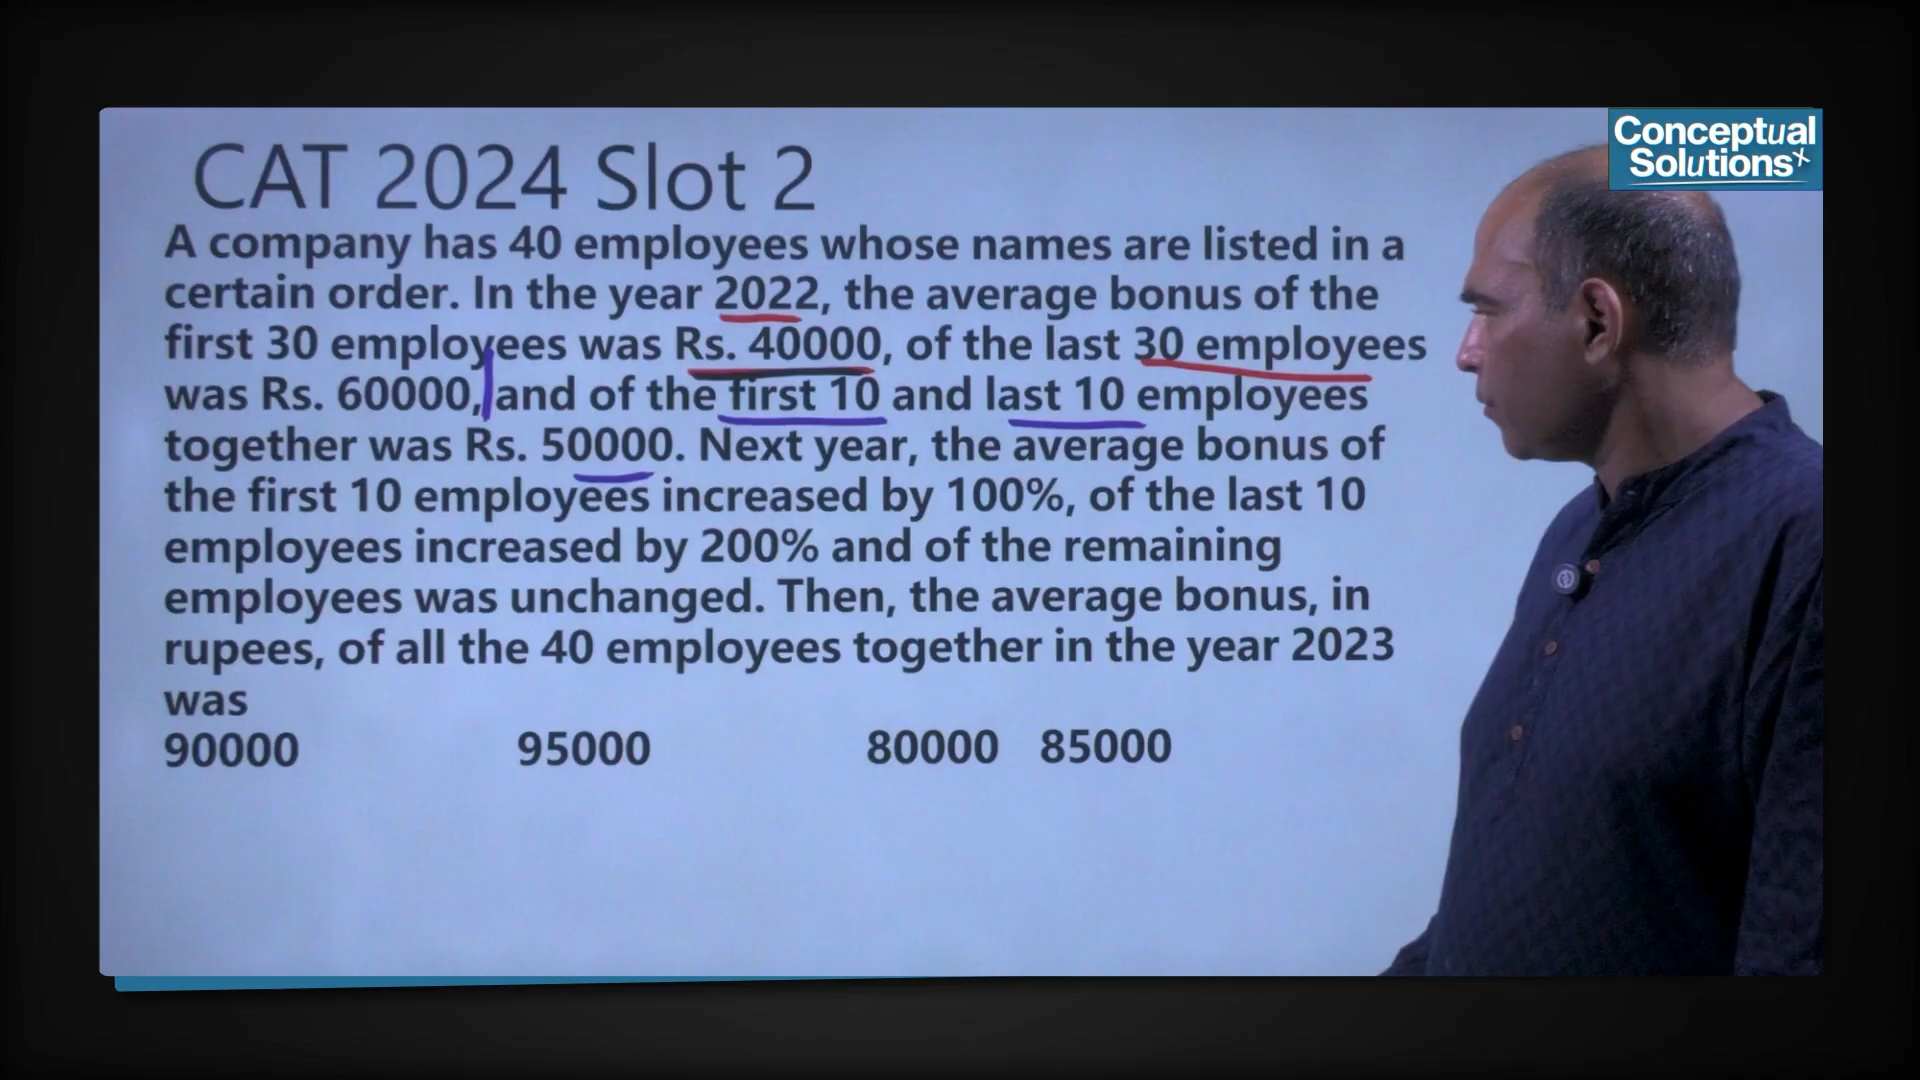 Conceptual
Solutions x
CAT 2024 Slot 2
A company has 40 employees whose names are listed in a
certain order. In the year 2022, the average bonus of the
first 30 employees was Rs. 40000, of the last 30 employees
was Rs. 60000, and of the first 10 and last 10 employees
together was Rs. 50000. Next year, the average bonus of
the first 10 employees increased by 100%, of the last 10
employees increased by 200% and of the remaining
employees was unchanged. Then, the average bonus, in
rupees, of all the 40 employees together in the year 2023
was
90000 95000 80000 85000